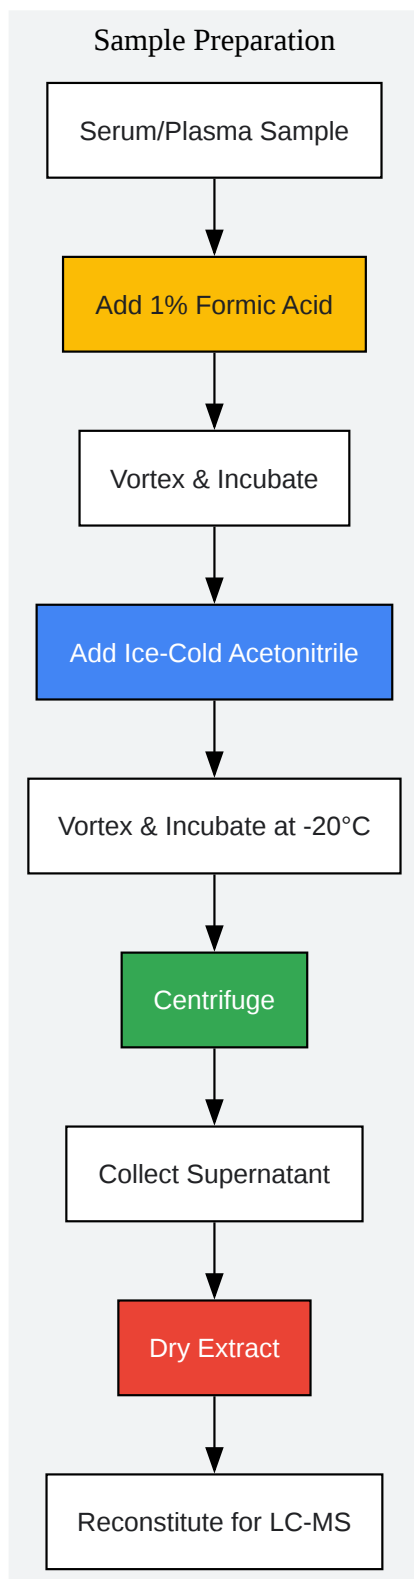 Sample Preparation
Serum/Plasma Sample
Add 1% Formic Acid
Vortex & Incubate
Add Ice-Cold Acetonitrile
Vortex & Incubate at -20°C
Centrifuge
Collect Supernatant
Dry Extract
Reconstitute for LC-MS